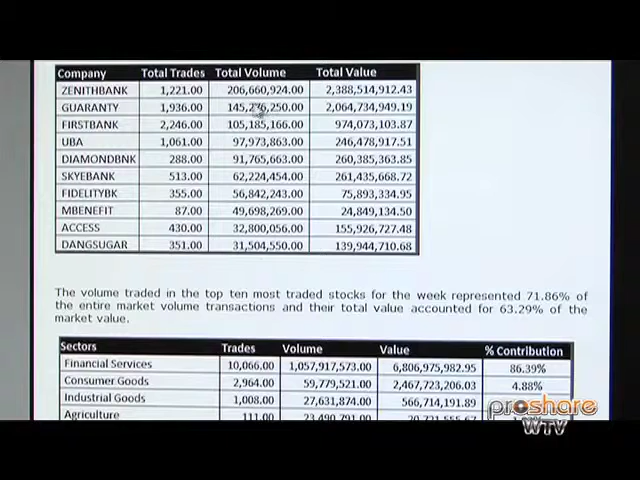 Company Total Trades Total Volume Total Value
ZENITHBANK 1,221.00 206,660,924.00 2,388,514,912.43
GUARANTY 1,936.00 145,276,250.00 2,064,734,949.19
FIRSTBANK 2,246.00 105,185,166.00 974,073,103.87
UBA 1,061.00 97,973,863.00 246,478,917.51
DIAMONDBNK 288.00 91,765,663.00 260,385,363.85
SKYEBANK 513.00 62,224,454.00 261,435,668.72
FIDELITYBK 355.00 56,842,243.00 75,893,334.95
MBENEFIT 87.00 49,698,269.00 24,849,134.50
ACCESS 430.00 32,800,056.00 155,926,727.48
DANGSUGAR 351.00 31,504,550.00 139,944,710.68
The volume traded in the top ten most traded stocks for the week represented 71.86% of
the entire market volume transactions and their total value accounted for 63.29% of the
market value.
Sectors Trades Volume Value % Contribution
Financial Services 10,066.00 1,057,917,573.00 6,806,975,982.95 86.39%
Consumer Goods 2,964.00 59,779,521.00 2,467,723,206.03 4.88%
Industrial Goods 1,008.00 27,631,874.00 566,714,191.89
Agriculture 111.00 23,490,791.00
proshare
WTV